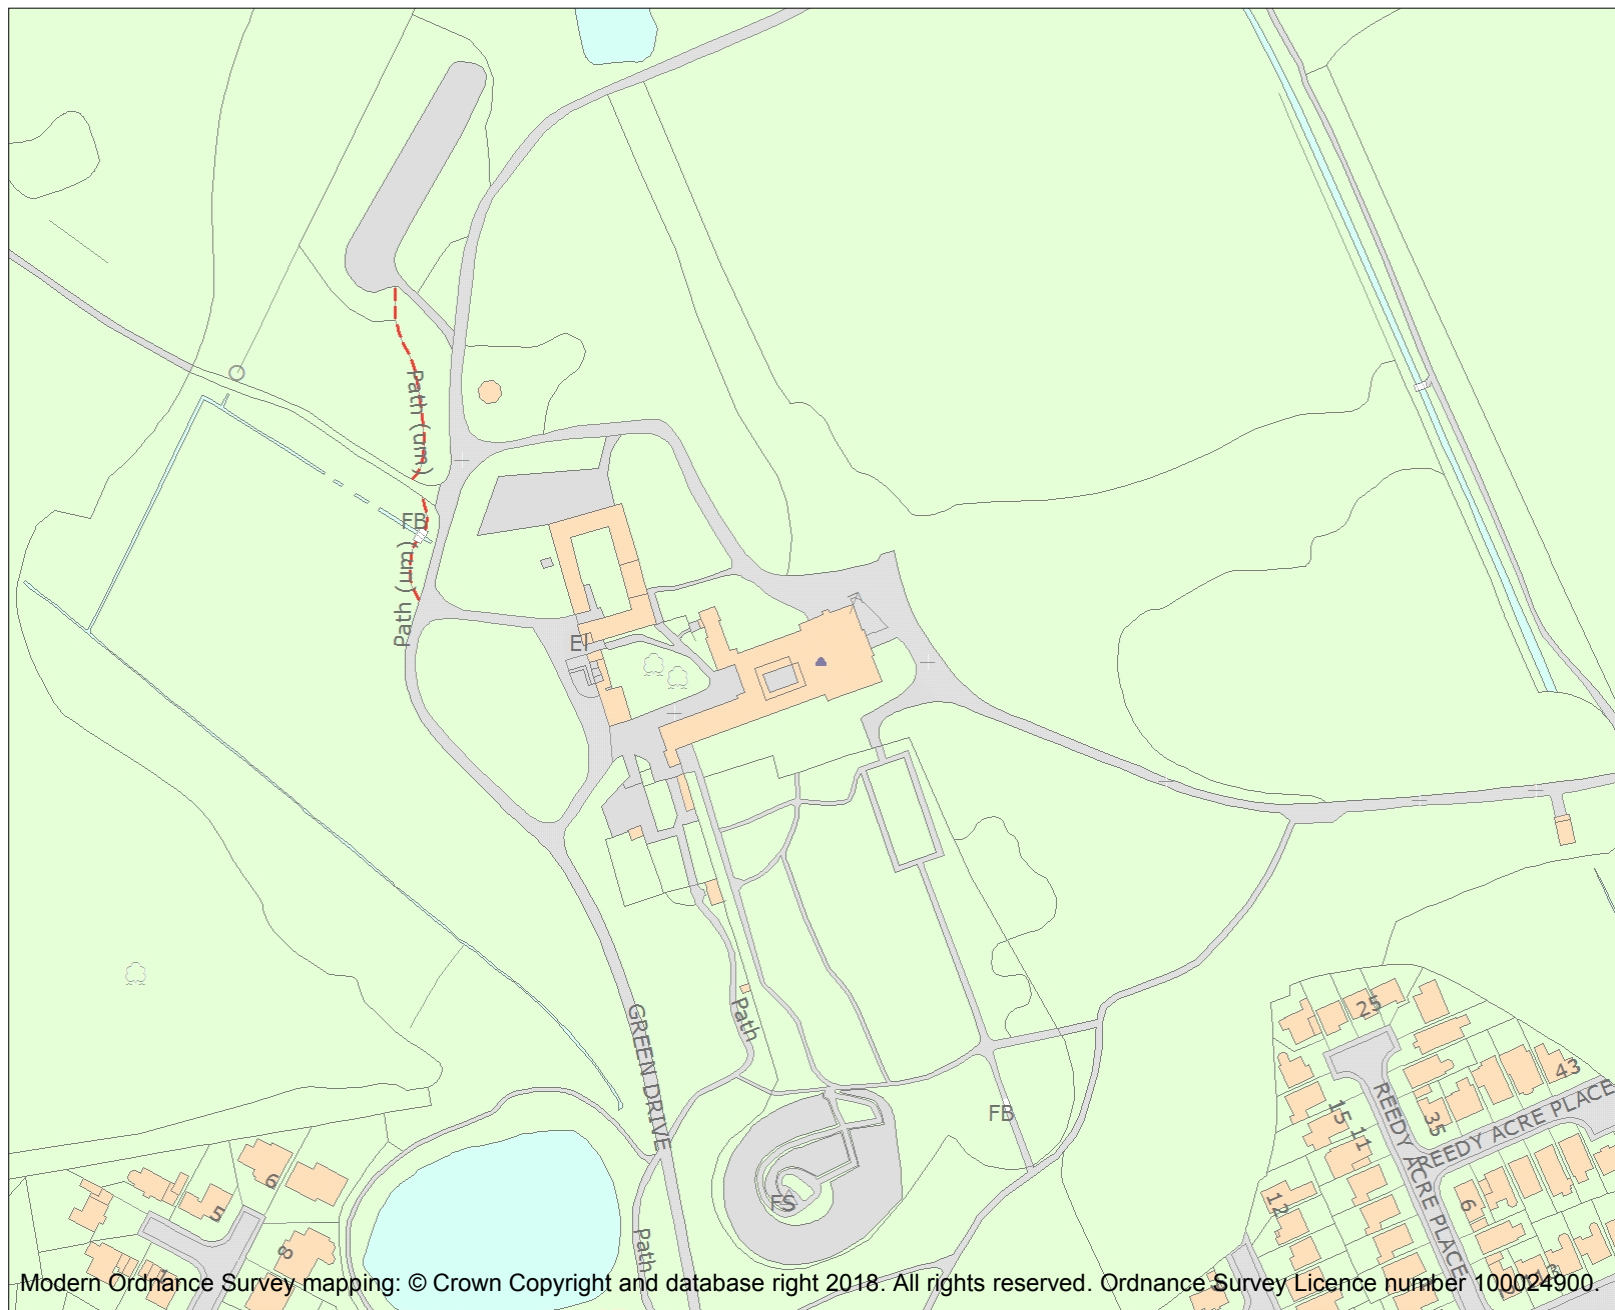 Path (um)
FB
Path (um)
El
GREEN DRIVE
Path
FB
FS
Path
25
43
15
11
35
REEDY ACRE PLACE
REEDY ACRE PLACE
12
6
6
5
8
Modern Ordnance Survey mapping: © Crown Copyright and database right 2018. All rights reserved. Ordnance Survey Licence number 100024900.